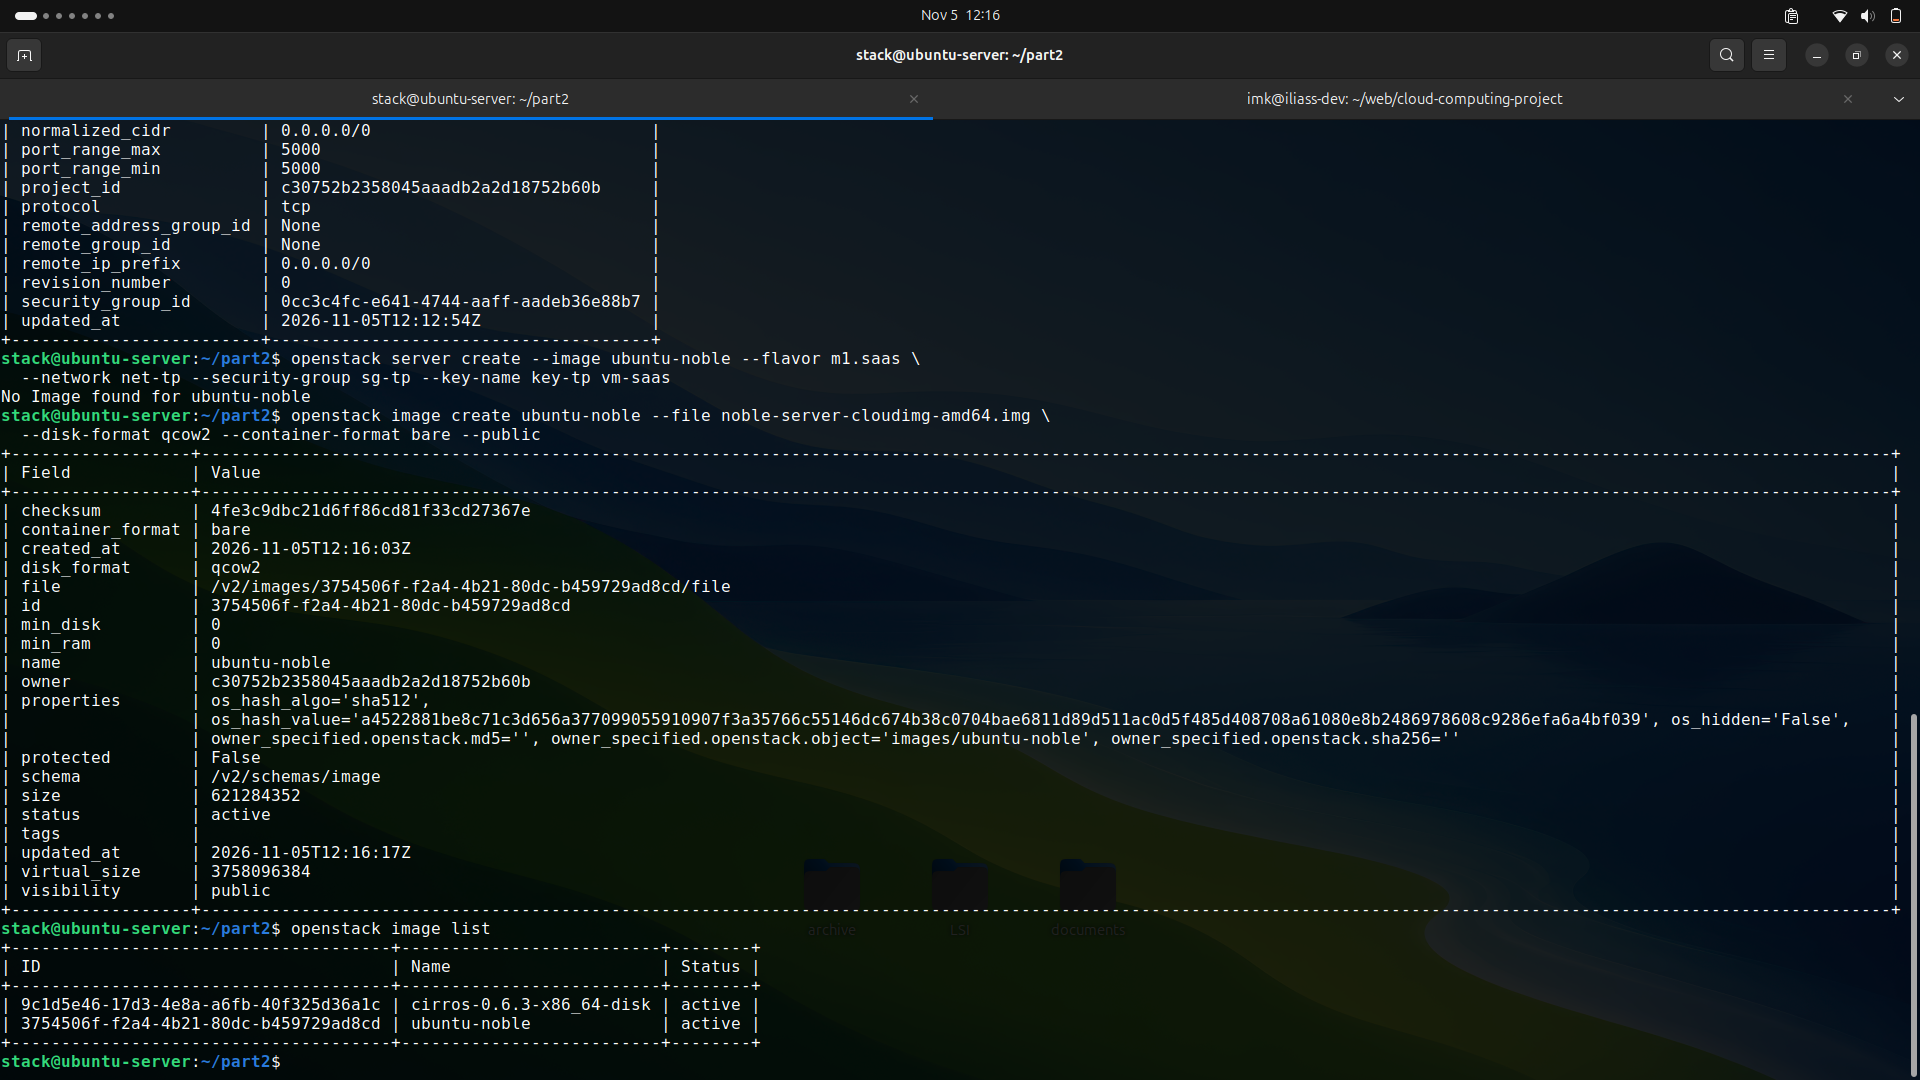 Nov 5 12:16
stack@ubuntu-server: ~/part2
stack@ubuntu-server: ~/part2
imk@iliass-dev: ~/web/cloud-computing-project
| normalized_cidr         | 0.0.0.0/0                            |
| port_range_max          | 5000                                 |
| port_range_min          | 5000                                 |
| project_id              | c30752b2358045aaadb2a2d18752b60b     |
| protocol                | tcp                                  |
| remote_address_group_id | None                                 |
| remote_group_id         | None                                 |
| remote_ip_prefix        | 0.0.0.0/0                            |
| revision_number         | 0                                    |
| security_group_id       | 0cc3c4fc-e641-4744-aaff-aadeb36e88b7 |
| updated_at              | 2026-11-05T12:12:54Z                 |
+-------------------------+--------------------------------------+
stack@ubuntu-server:~/part2$ openstack server create --image ubuntu-noble --flavor m1.saas \
  --network net-tp --security-group sg-tp --key-name key-tp vm-saas
No Image found for ubuntu-noble
stack@ubuntu-server:~/part2$ openstack image create ubuntu-noble --file noble-server-cloudimg-amd64.img \
  --disk-format qcow2 --container-format bare --public
| Field            | Value |
| checksum         | 4fe3c9dbc21d6ff86cd81f33cd27367e |
| container_format | bare |
| created_at       | 2026-11-05T12:16:03Z |
| disk_format      | qcow2 |
| file             | /v2/images/3754506f-f2a4-4b21-80dc-b459729ad8cd/file |
| id               | 3754506f-f2a4-4b21-80dc-b459729ad8cd |
| min_disk         | 0 |
| min_ram          | 0 |
| name             | ubuntu-noble |
| owner            | c30752b2358045aaadb2a2d18752b60b |
| properties       | os_hash_algo='sha512', |
|                  | os_hash_value='a4522881be8c71c3d656a377099055910907f3a35766c55146dc674b38c0704bae6811d89d511ac0d5f485d408708a61080e8b2486978608c9286efa6a4bf039', os_hidden='False', |
|                  | owner_specified.openstack.md5='', owner_specified.openstack.object='images/ubuntu-noble', owner_specified.openstack.sha256='' |
| protected        | False |
| schema           | /v2/schemas/image |
| size             | 621284352 |
| status           | active |
| tags             | |
| updated_at       | 2026-11-05T12:16:17Z |
| virtual_size     | 3758096384 |
| visibility       | public |
stack@ubuntu-server:~/part2$ openstack image list
archive LSI documents
+--------------------------------------+--------------------------+--------+
| ID                                   | Name                     | Status |
+--------------------------------------+--------------------------+--------+
| 9c1d5e46-17d3-4e8a-a6fb-40f325d36a1c | cirros-0.6.3-x86_64-disk | active |
| 3754506f-f2a4-4b21-80dc-b459729ad8cd | ubuntu-noble             | active |
+--------------------------------------+--------------------------+--------+
stack@ubuntu-server:~/part2$